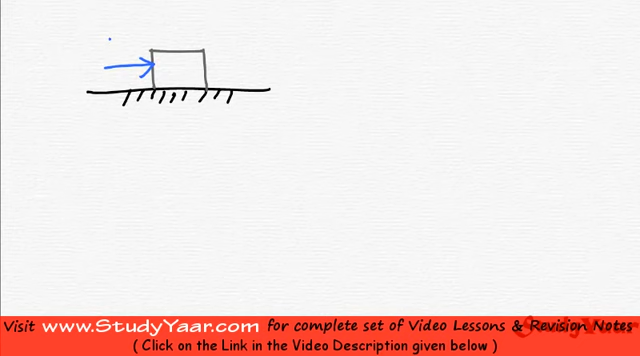 StudyYaar
Visit www.StudyYaar.com for complete set of Video Lessons & Revision Notes
( Click on the Link in the Video Description given below )